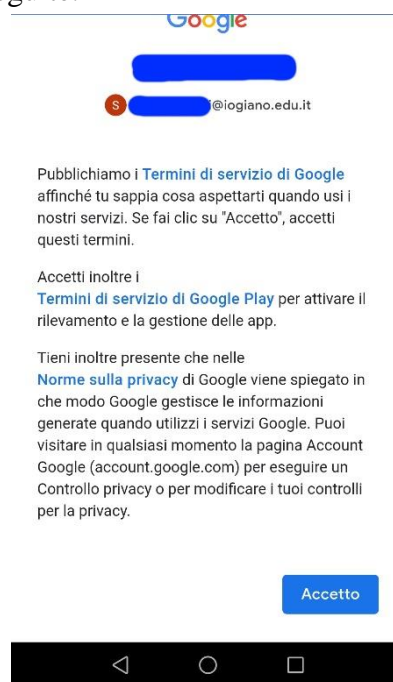 Google
S @iogiano.edu.it
Pubblichiamo i Termini di servizio di Google
affinché tu sappia cosa aspettarti quando usi i
nostri servizi. Se fai clic su "Accetto", accetti
questi termini.
Accetti inoltre i
Termini di servizio di Google Play per attivare il
rilevamento e la gestione delle app.
Tieni inoltre presente che nelle
Norme sulla privacy di Google viene spiegato in
che modo Google gestisce le informazioni
generate quando utilizzi i servizi Google. Puoi
visitare in qualsiasi momento la pagina Account
Google (account.google.com) per eseguire un
Controllo privacy o per modificare i tuoi controlli
per la privacy.
Accetto